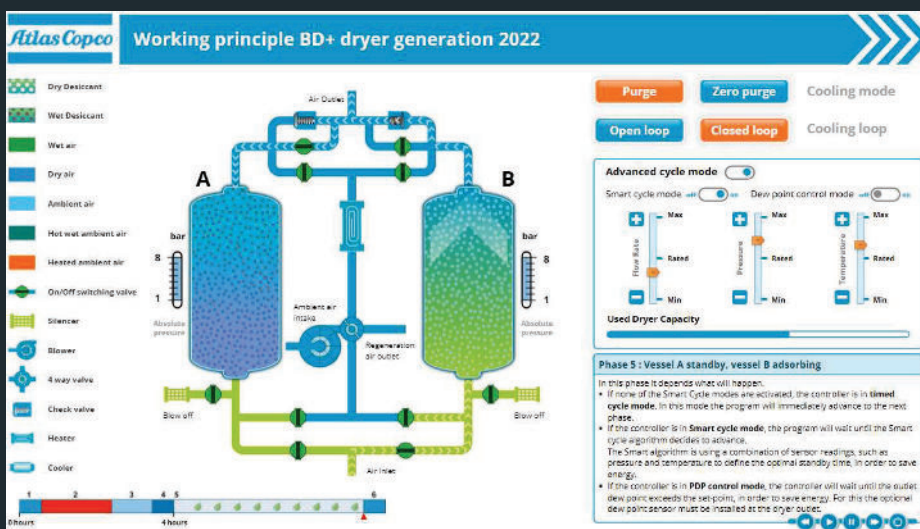 Atlas Copco
Working principle BD+ dryer generation 2022
Dry Desiccant
Wet Desiccant
Wet air
Dry air
Ambient air
Hot wet ambient air
Heated ambient air
On/Off switching valve
Silencer
Blower
4 way valve
Check valve
Heater
Cooler
Air Outlet
A
B
bar
8
1
Absolute
pressure
bar
8
1
Absolute
pressure
Ambient air
intake
Regeneration
air outlet
Blow off
Blow off
Air Inlet
1
2
3
4
5
6
0 hours
4 hours
Purge
Zero purge
Cooling mode
Open loop
Closed loop
Cooling loop
Advanced cycle mode
Smart cycle mode
Dew point control mode
Flow Rate
Max
Rated
Min
Pressure
Max
Rated
Min
Temperature
Max
Rated
Min
Used Dryer Capacity
Phase 5 : Vessel A standby, vessel B adsorbing
In this phase it depends what will happen.
• If none of the Smart Cycle modes are activated, the controller is in timed
cycle mode. In this mode the program will immediately advance to the next
phase.
• If the controller is in Smart cycle mode, the program will wait until the Smart
cycle algorithm decides to advance.
The Smart algorithm is using a combination of sensor readings, such as
pressure and temperature to define the optimal standby time, in order to save
energy.
• If the controller is in PDP control mode, the controller will wait until the outlet
dew point exceeds the set-point, in order to save energy. For this the optional
dew point sensor must be installed at the dryer outlet.